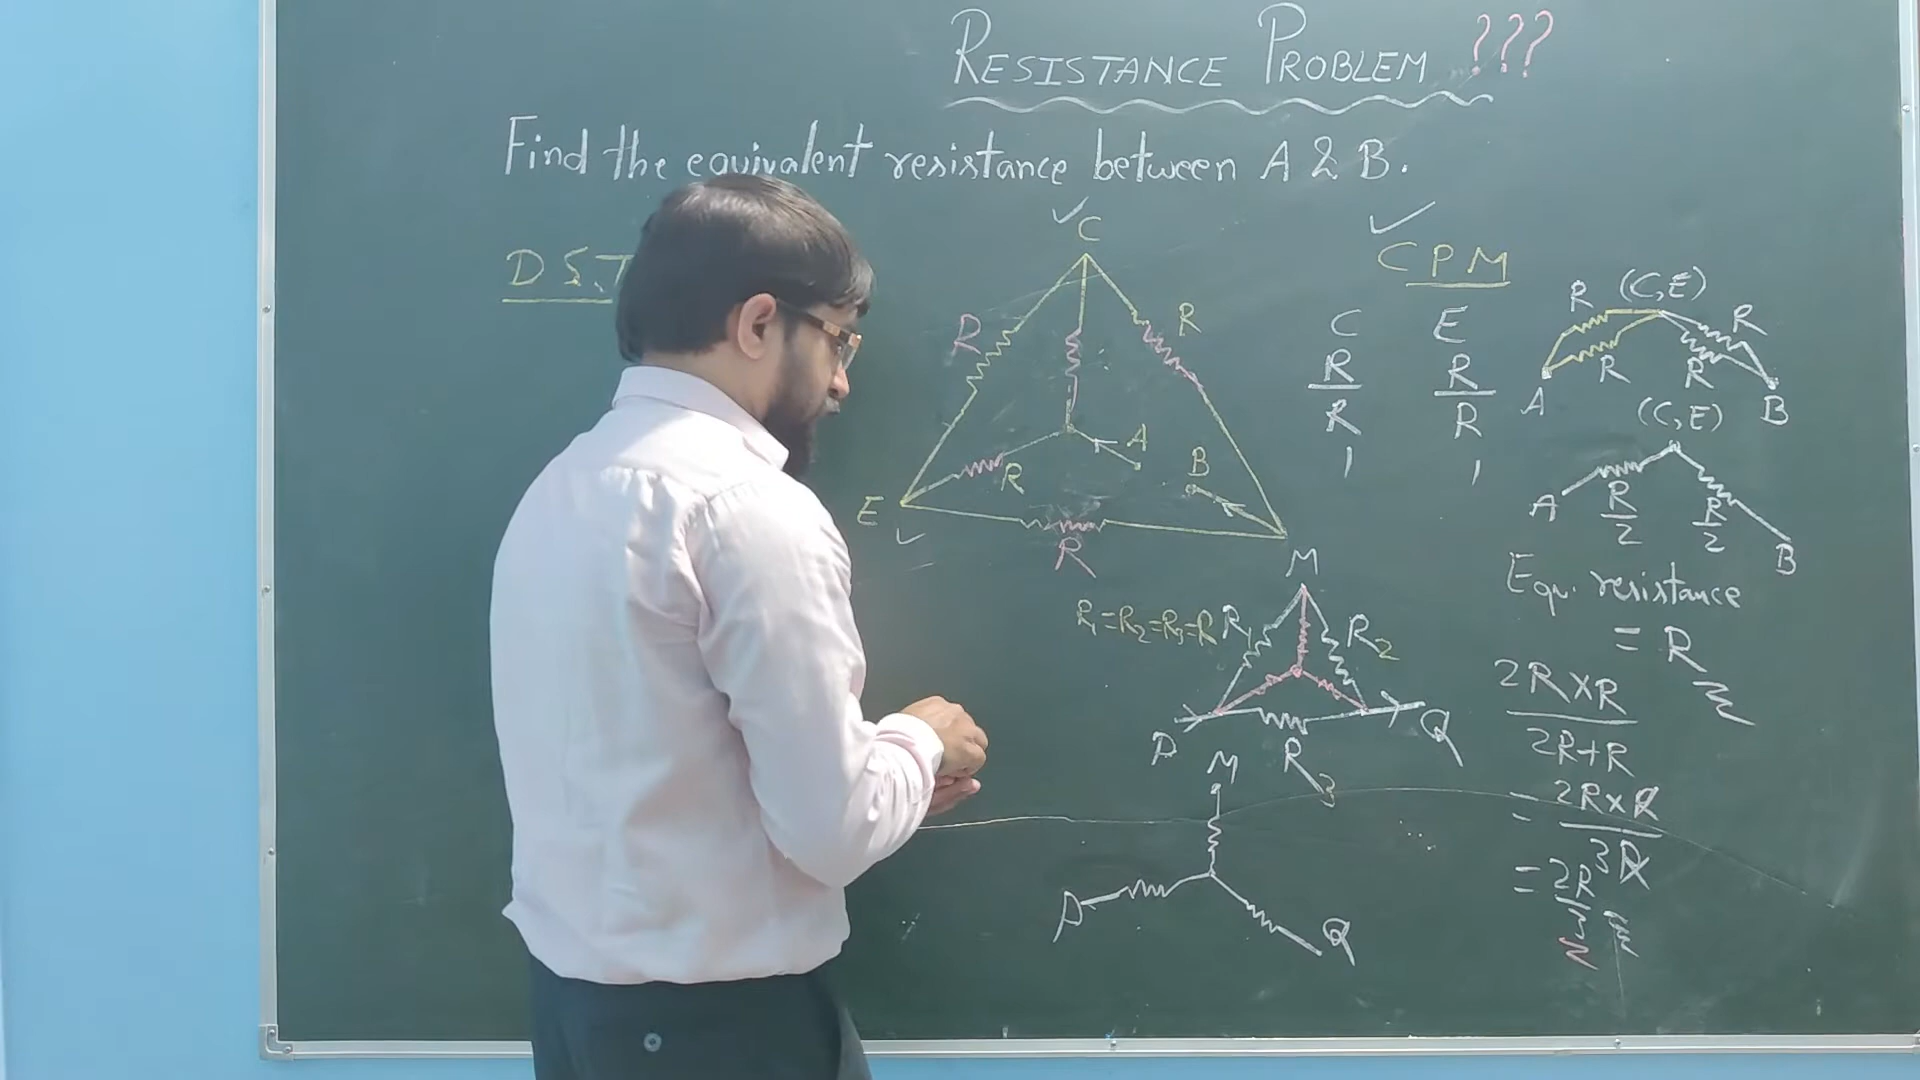 RESISTANCE PROBLEM ???
Find the equivalent resistance between A & B.
D S.T
C
R
R
A
B
R
E
R
CPM
C E
R R
R R
1 1
R (C,E) R
R R
A B
(C,E)
A R/2 R/2 B
Equ. resistance
= R
2R×R
2R+R
= 2R×R
3R
= 2R
3
M
R₁=R₂=R₃=R
R₁ R₂
Q
R₃
M
Q